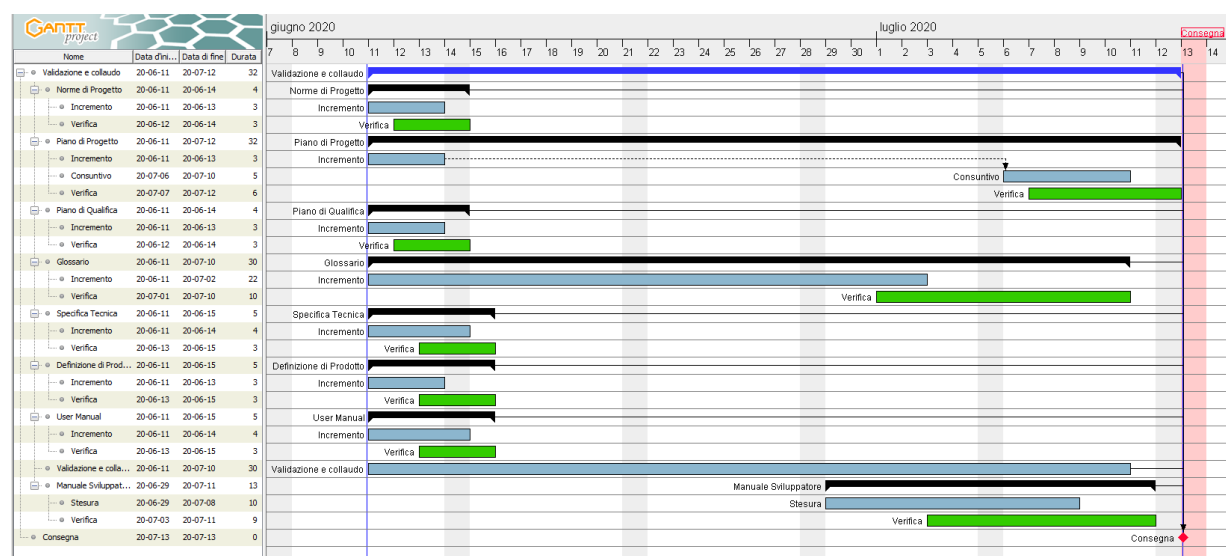 GANTT
project
giugno 2020 luglio 2020
Consegna
7 8 9 10 11 12 13 14 15 16 17 18 19 20 21 22 23 24 25 26 27 28 29 30 1 2 3 4 5 6 7 8 9 10 11 12 13 14
Nome Data d'ini... Data di fine Durata
Validazione e collaudo 20-06-11 20-07-12 32 Validazione e collaudo
Norme di Progetto 20-06-11 20-06-14 4 Norme di Progetto
Incremento 20-06-11 20-06-13 3 Incremento
Verifica 20-06-12 20-06-14 3 Verifica
Piano di Progetto 20-06-11 20-07-12 32 Piano di Progetto
Incremento 20-06-11 20-06-13 3 Incremento
Consuntivo 20-07-06 20-07-10 5 Consuntivo
Verifica 20-07-07 20-07-12 6 Verifica
Piano di Qualifica 20-06-11 20-06-14 4 Piano di Qualifica
Incremento 20-06-11 20-06-13 3 Incremento
Verifica 20-06-12 20-06-14 3 Verifica
Glossario 20-06-11 20-07-10 30 Glossario
Incremento 20-06-11 20-07-02 22 Incremento
Verifica 20-07-01 20-07-10 10 Verifica
Specifica Tecnica 20-06-11 20-06-15 5 Specifica Tecnica
Incremento 20-06-11 20-06-14 4 Incremento
Verifica 20-06-13 20-06-15 3 Verifica
Definizione di Prod... 20-06-11 20-06-15 5 Definizione di Prodotto
Incremento 20-06-11 20-06-13 3 Incremento
Verifica 20-06-13 20-06-15 3 Verifica
User Manual 20-06-11 20-06-15 5 User Manual
Incremento 20-06-11 20-06-14 4 Incremento
Verifica 20-06-13 20-06-15 3 Verifica
Validazione e colla... 20-06-11 20-07-10 30 Validazione e collaudo
Manuale Sviluppat... 20-06-29 20-07-11 13 Manuale Sviluppatore
Stesura 20-06-29 20-07-08 10 Stesura
Verifica 20-07-03 20-07-11 9 Verifica
Consegna 20-07-13 20-07-13 0 Consegna